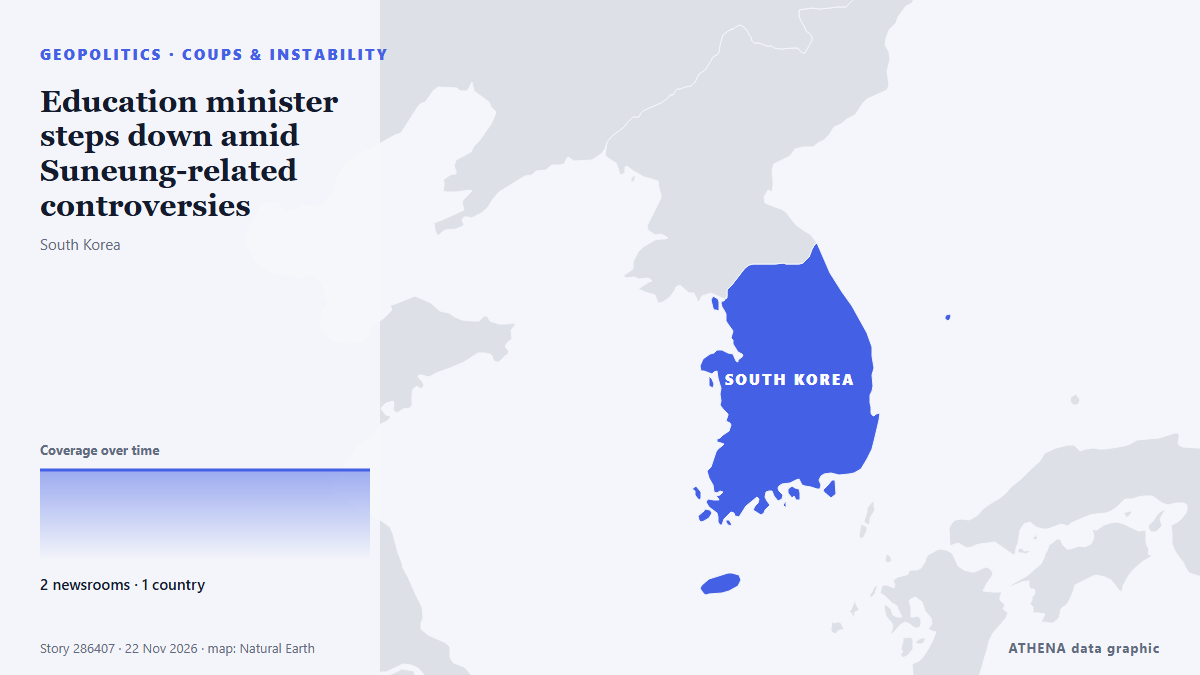 GEOPOLITICS · COUPS & INSTABILITY
Education minister
steps down amid
Suneung-related
controversies
South Korea
SOUTH KOREA
Coverage over time
2 newsrooms · 1 country
Story 286407 · 22 Nov 2026 · map: Natural Earth
ATHENA data graphic